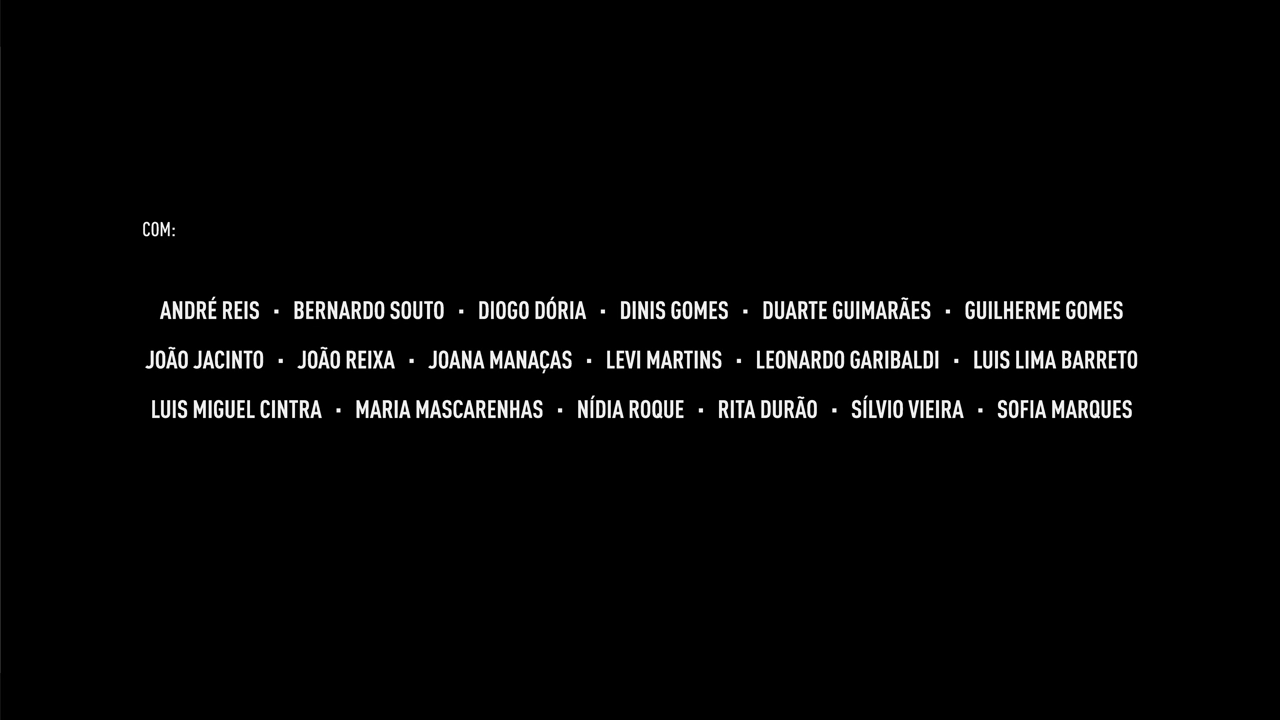 COM:
ANDRÉ REIS · BERNARDO SOUTO · DIOGO DÓRIA · DINIS GOMES · DUARTE GUIMARÃES · GUILHERME GOMES
JOÃO JACINTO · JOÃO REIXA · JOANA MANAÇAS · LEVI MARTINS · LEONARDO GARIBALDI · LUIS LIMA BARRETO
LUIS MIGUEL CINTRA · MARIA MASCARENHAS · NÍDIA ROQUE · RITA DURÃO · SÍLVIO VIEIRA · SOFIA MARQUES